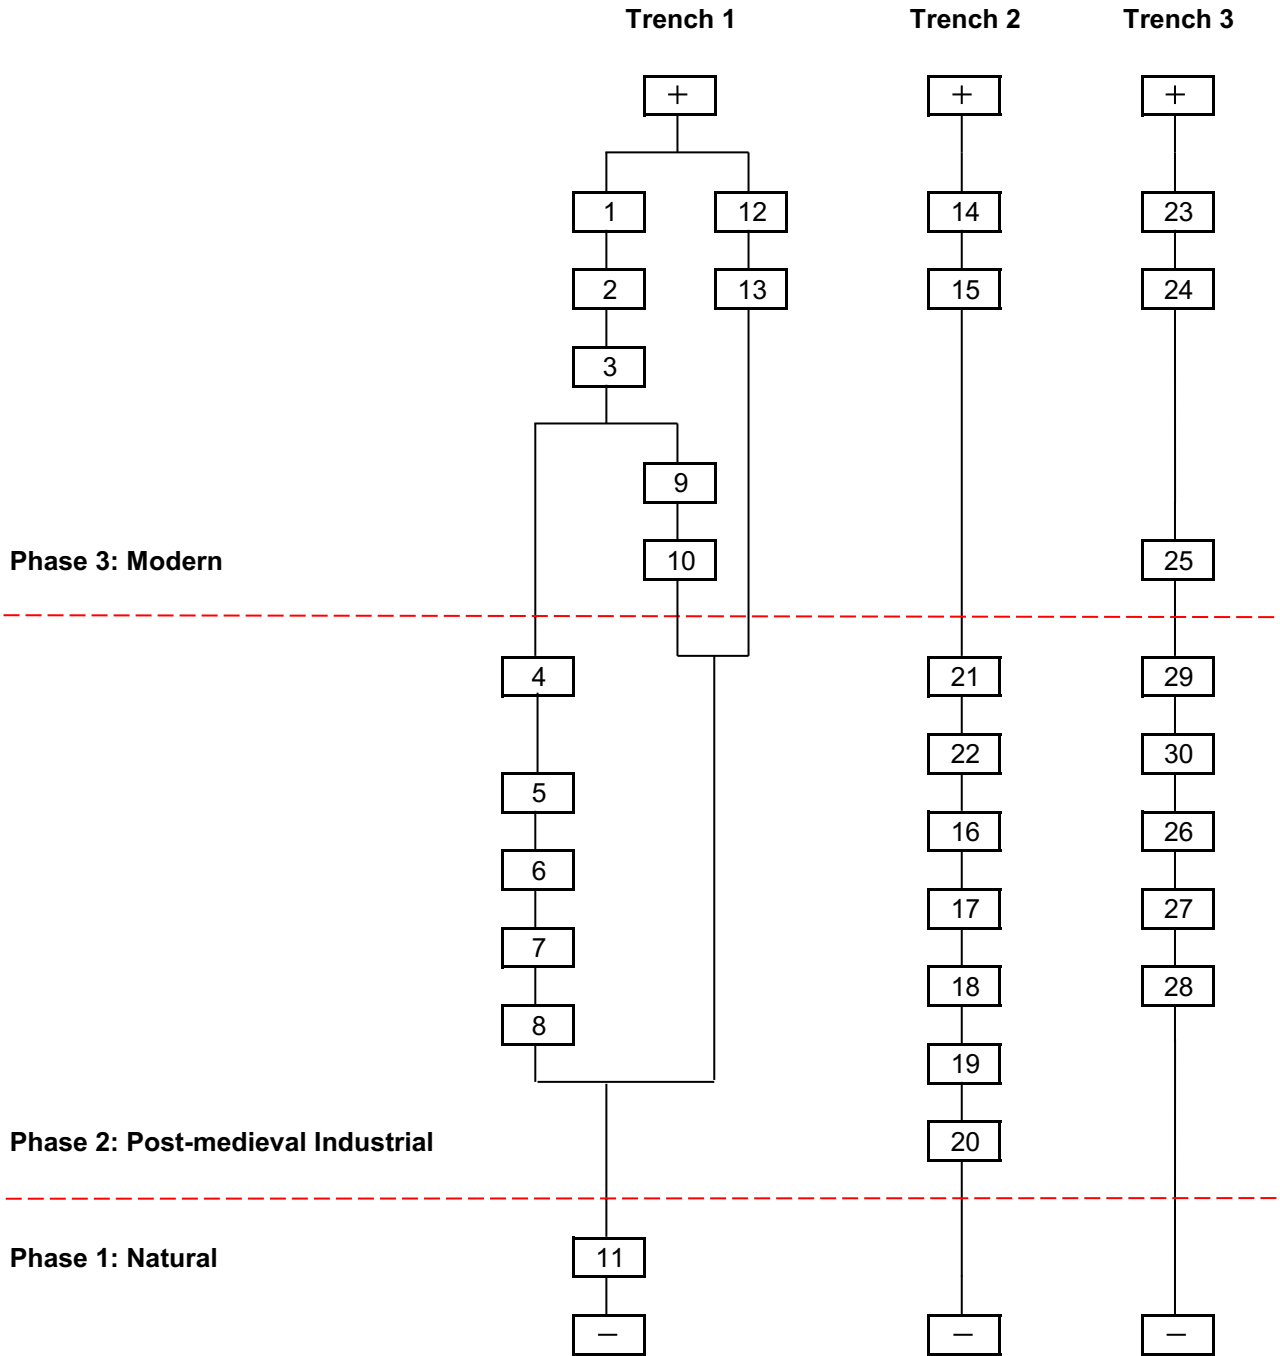 Trench 1 Trench 2 Trench 3
+ + +
1 12 14 23
2 13 15 24
3
9
Phase 3: Modern 10 25
4 21 29
22 30
5
16 26
6
17 27
7
18 28
8
19
Phase 2: Post-medieval Industrial 20
Phase 1: Natural 11
− − −